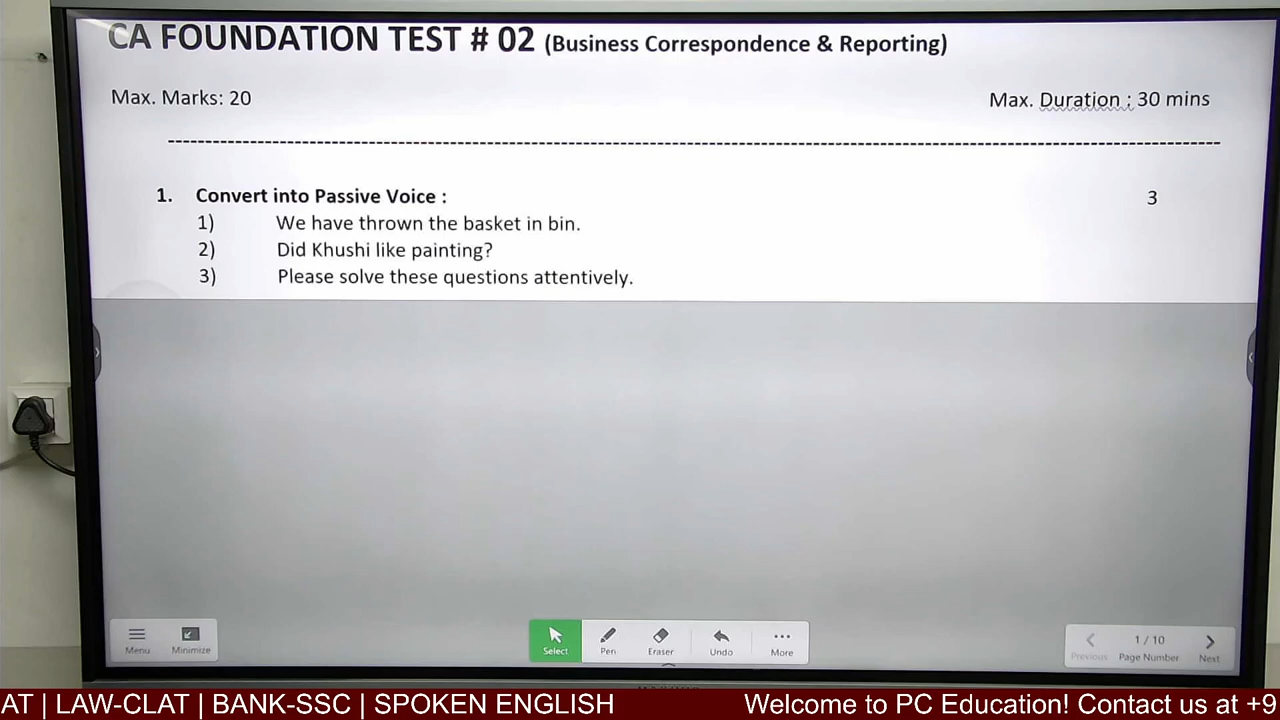 CA FOUNDATION TEST # 02 (Business Correspondence & Reporting)
Max. Marks: 20 Max. Duration : 30 mins
1. Convert into Passive Voice : 3
1) We have thrown the basket in bin.
2) Did Khushi like painting?
3) Please solve these questions attentively.
Menu Minimize Select Pen Eraser Undo More Previous 1 / 10 Page Number Next
AT | LAW-CLAT | BANK-SSC | SPOKEN ENGLISH Welcome to PC Education! Contact us at +9